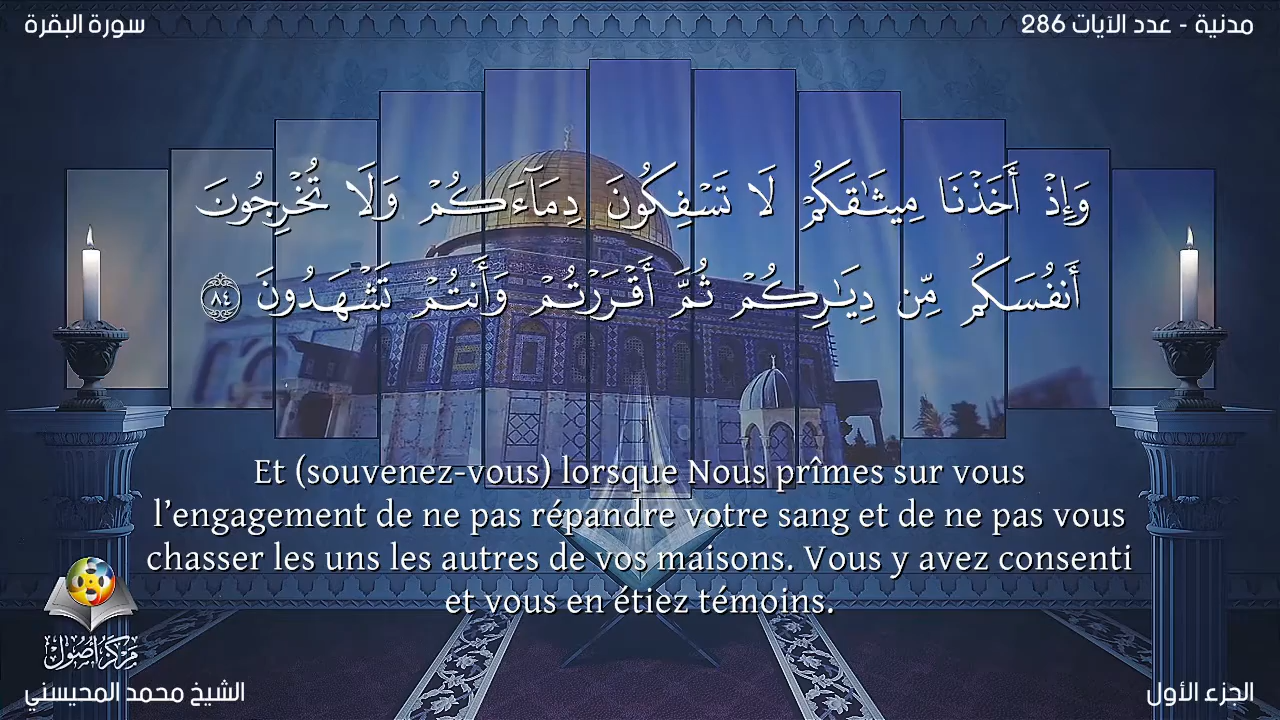 سورة البقرة
مدنية - عدد الآيات 286
وَإِذْ أَخَذْنَا مِيثَـٰقَكُمْ لَا تَسْفِكُونَ دِمَآءَكُمْ وَلَا تُخْرِجُونَ
أَنفُسَكُم مِّن دِيَـٰرِكُمْ ثُمَّ أَقْرَرْتُمْ وَأَنتُمْ تَشْهَدُونَ ٨٤
Et (souvenez-vous) lorsque Nous prîmes sur vous
l’engagement de ne pas répandre votre sang et de ne pas vous
chasser les uns les autres de vos maisons. Vous y avez consenti
et vous en étiez témoins.
مركز أصول
الشيخ محمد المحيسني
الجزء الأول